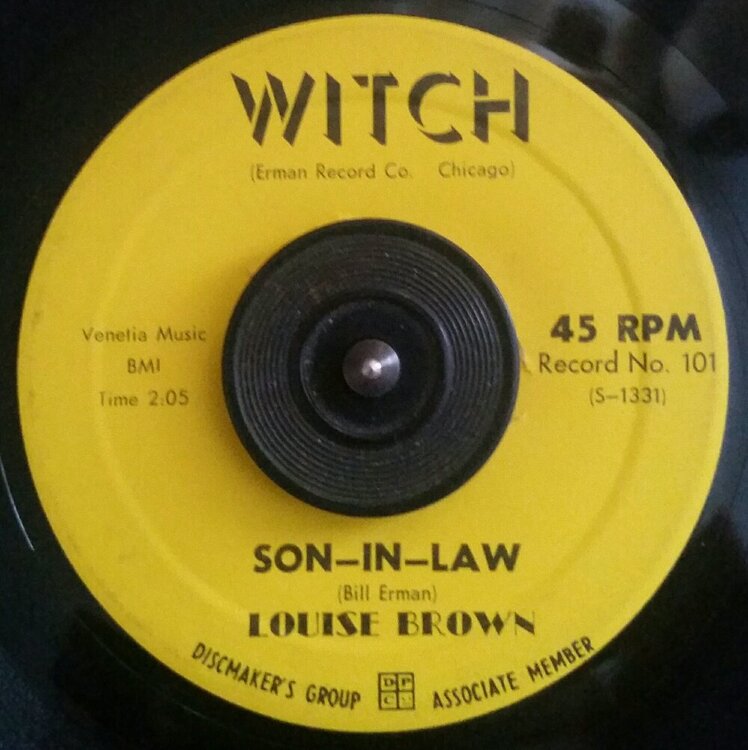 WITCH
(Erman Record Co. Chicago)
Venetia Music
BMI
Time 2.05
45 RPM
Record No. 101
(S-1331)
SON-IN-LAW
(Bill Erman)
LOUISE BROWN
DISCMAKER'S GROUP
ASSOCIATE MEMBER